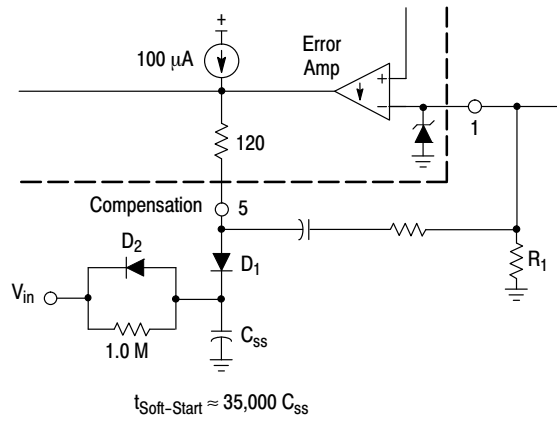 +
100 μA
Error
Amp
+
−
1
120
Compensation
5
D2
D1
Vin
R1
1.0 M
Css
tSoft−Start ≈ 35,000 Css